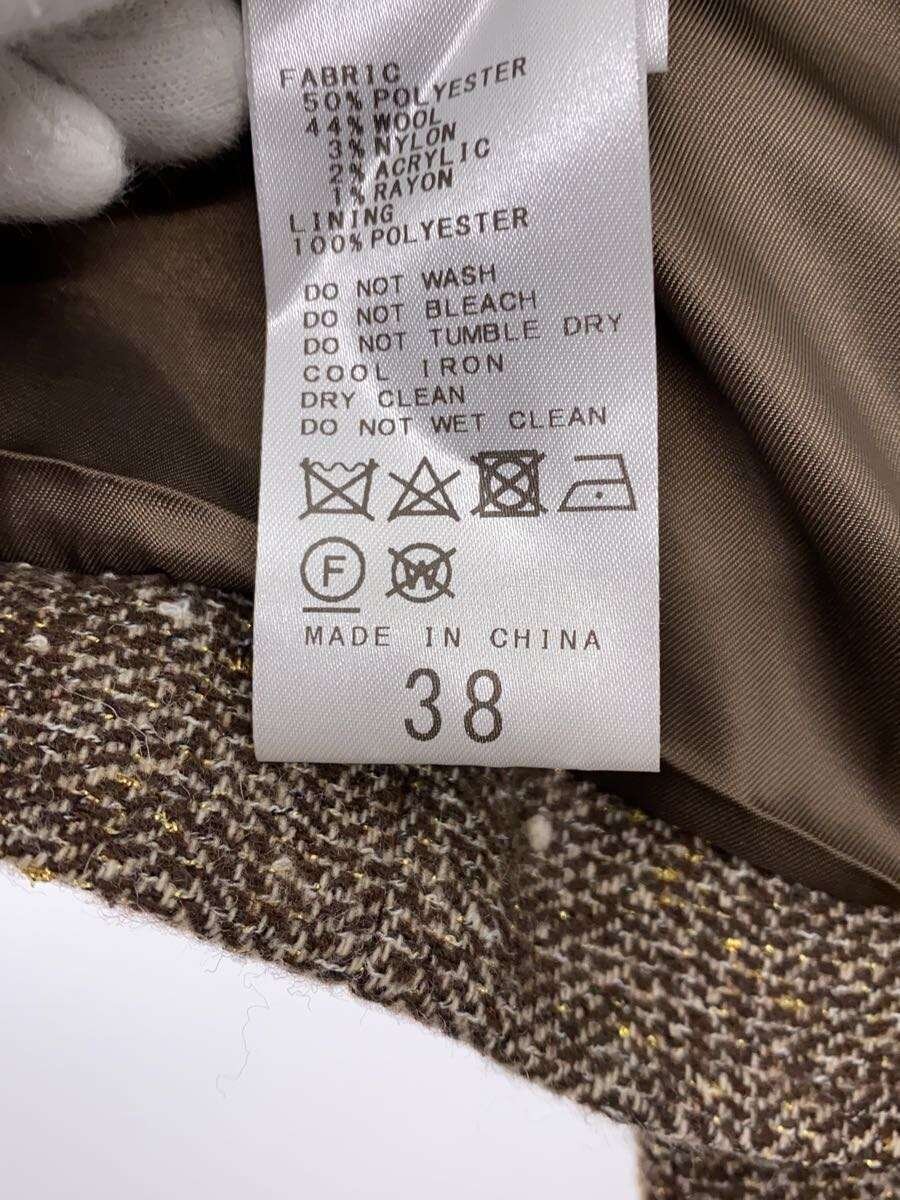 FABRIC
50% POLYESTER
44% WOOL
3% NYLON
2% ACRYLIC
1% RAYON
LINING
100% POLYESTER
DO NOT WASH
DO NOT BLEACH
DO NOT TUMBLE DRY
COOL IRON
DRY CLEAN
DO NOT WET CLEAN
F W
MADE IN CHINA
38